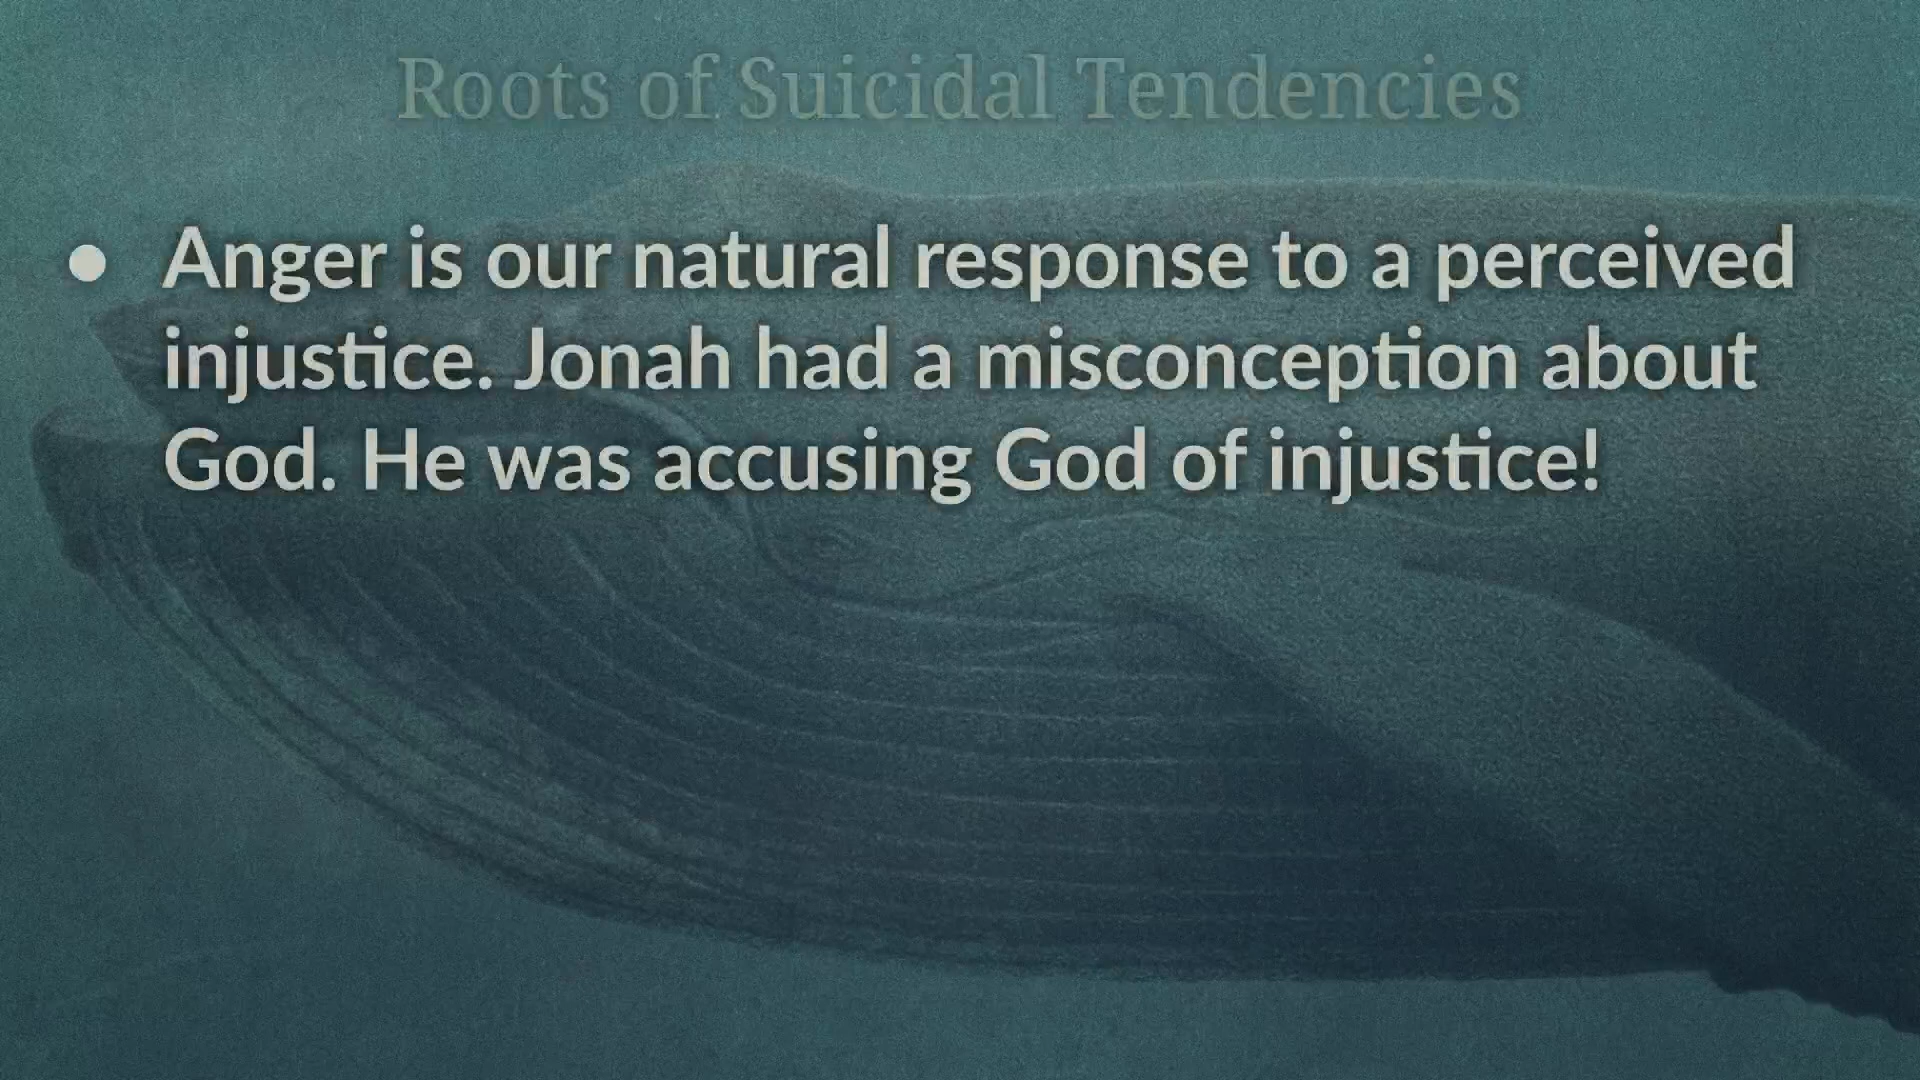 Roots of Suicidal Tendencies
● Anger is our natural response to a perceived
injustice. Jonah had a misconception about
God. He was accusing God of injustice!